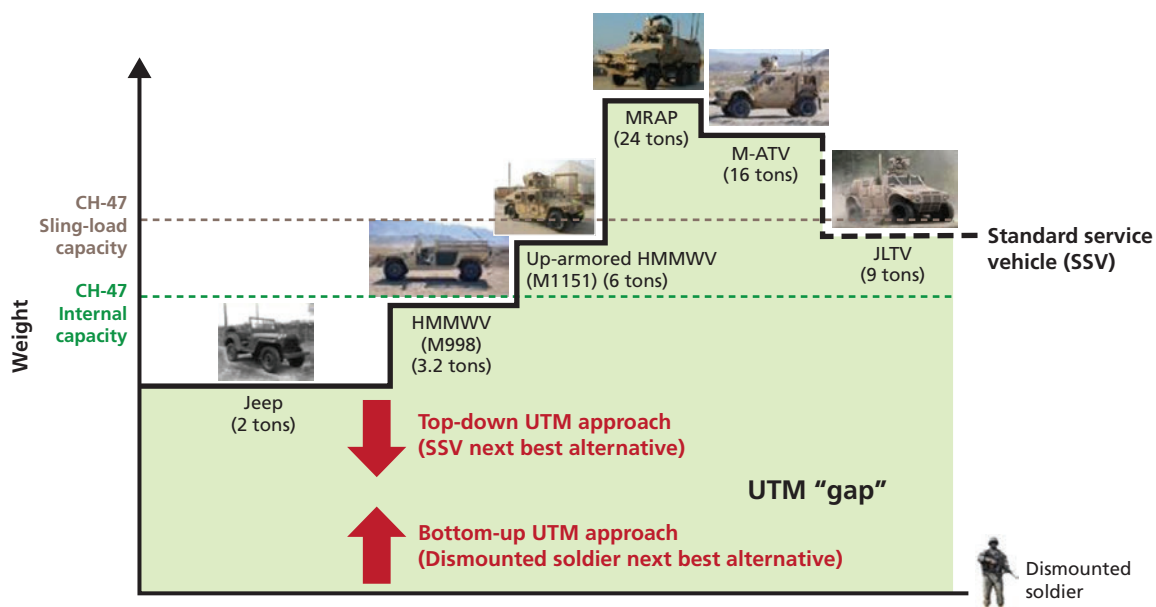 MRAP
(24 tons)
M-ATV
(16 tons)
CH-47
Sling-load
capacity
Standard service
vehicle (SSV)
Up-armored HMMWV
(M1151) (6 tons)
JLTV
(9 tons)
CH-47
Internal
capacity
Weight
HMMWV
(M998)
(3.2 tons)
Jeep
(2 tons)
Top-down UTM approach
(SSV next best alternative)
UTM “gap”
Bottom-up UTM approach
(Dismounted soldier next best alternative)
Dismounted
soldier